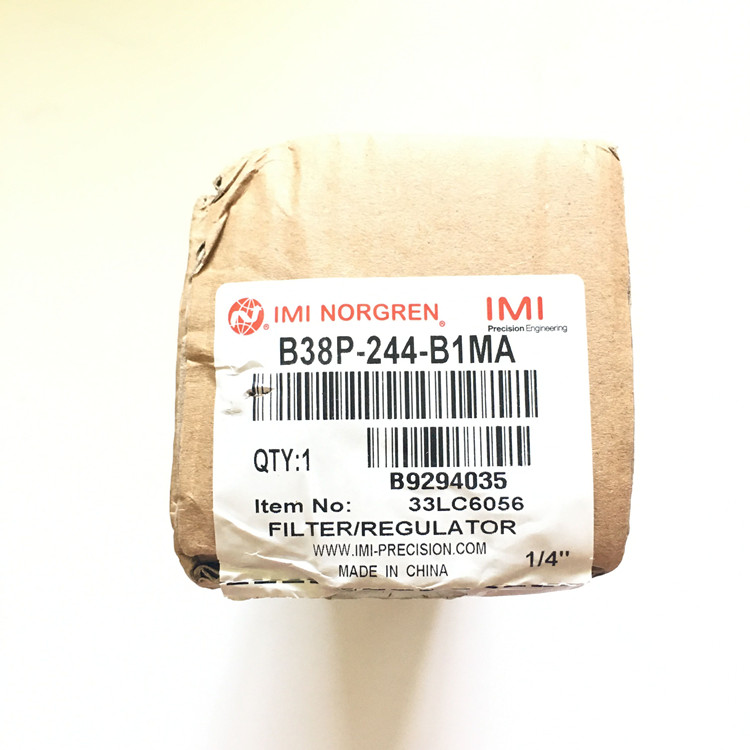 IMI NORGREN® IMI
Precision Engineering
B38P-244-B1MA
QTY:1
B9294035
Item No: 33LC6056
FILTER/REGULATOR
WWW.IMI-PRECISION.COM
1/4"
MADE IN CHINA